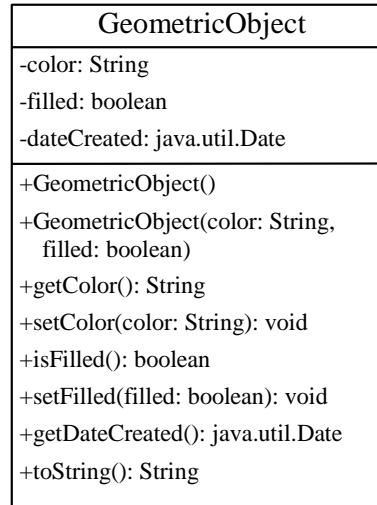 GeometricObject
-color: String
-filled: boolean
-dateCreated: java.util.Date
+GeometricObject()
+GeometricObject(color: String,
filled: boolean)
+getColor(): String
+setColor(color: String): void
+isFilled(): boolean
+setFilled(filled: boolean): void
+getDateCreated(): java.util.Date
+toString(): String